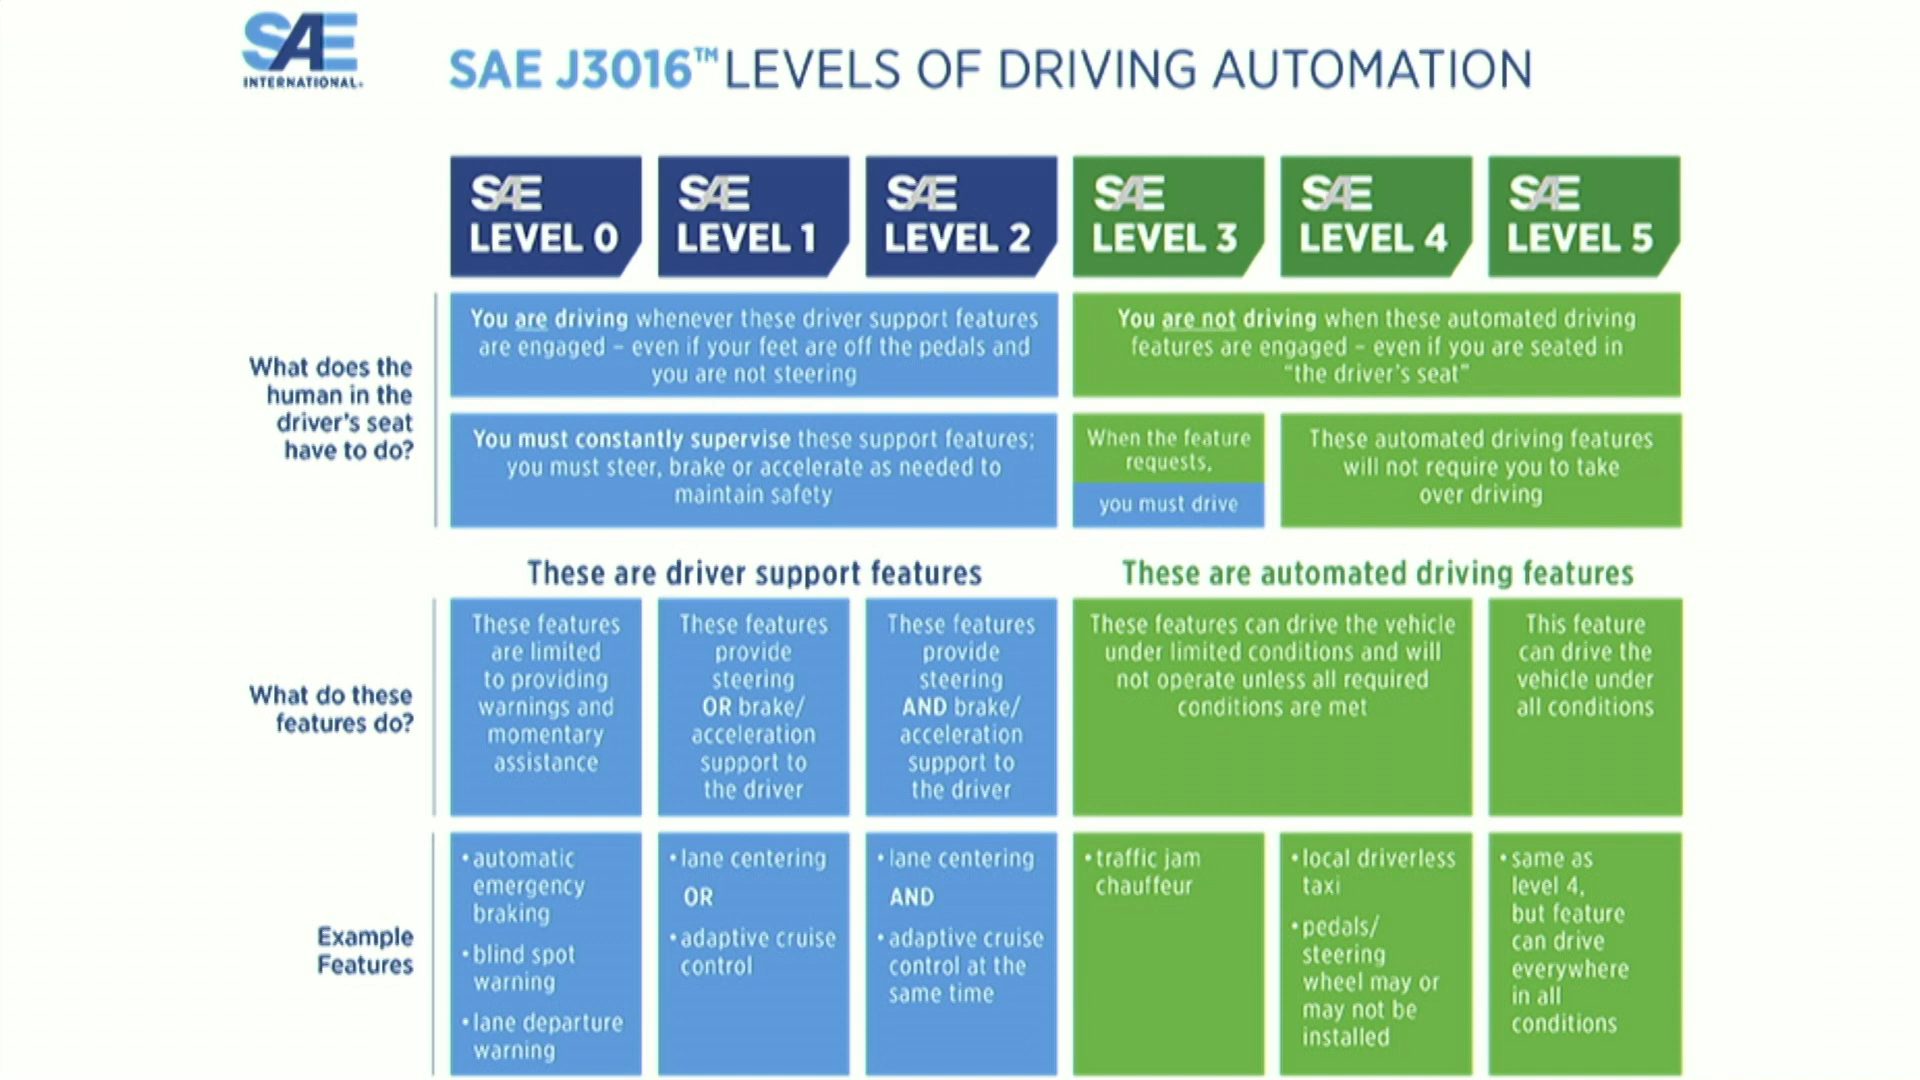 SAE
INTERNATIONAL®
SAE J3016™ LEVELS OF DRIVING AUTOMATION
SAE
LEVEL 0
SAE
LEVEL 1
SAE
LEVEL 2
SAE
LEVEL 3
SAE
LEVEL 4
SAE
LEVEL 5
What does the
human in the
driver's seat
have to do?
You are driving whenever these driver support features
are engaged – even if your feet are off the pedals and
you are not steering
You are not driving when these automated driving
features are engaged – even if you are seated in
"the driver's seat"
You must constantly supervise these support features;
you must steer, brake or accelerate as needed to
maintain safety
When the feature
requests,
you must drive
These automated driving features
will not require you to take
over driving
These are driver support features
These are automated driving features
What do these
features do?
These features
are limited
to providing
warnings and
momentary
assistance
These features
provide
steering
OR brake/
acceleration
support to
the driver
These features
provide
steering
AND brake/
acceleration
support to
the driver
These features can drive the vehicle
under limited conditions and will
not operate unless all required
conditions are met
This feature
can drive the
vehicle under
all conditions
Example
Features
• automatic
emergency
braking
• blind spot
warning
• lane departure
warning
• lane centering
OR
• adaptive cruise
control
• lane centering
AND
• adaptive cruise
control at the
same time
• traffic jam
chauffeur
• local driverless
taxi
• pedals/
steering
wheel may or
may not be
installed
• same as
level 4,
but feature
can drive
everywhere
in all
conditions